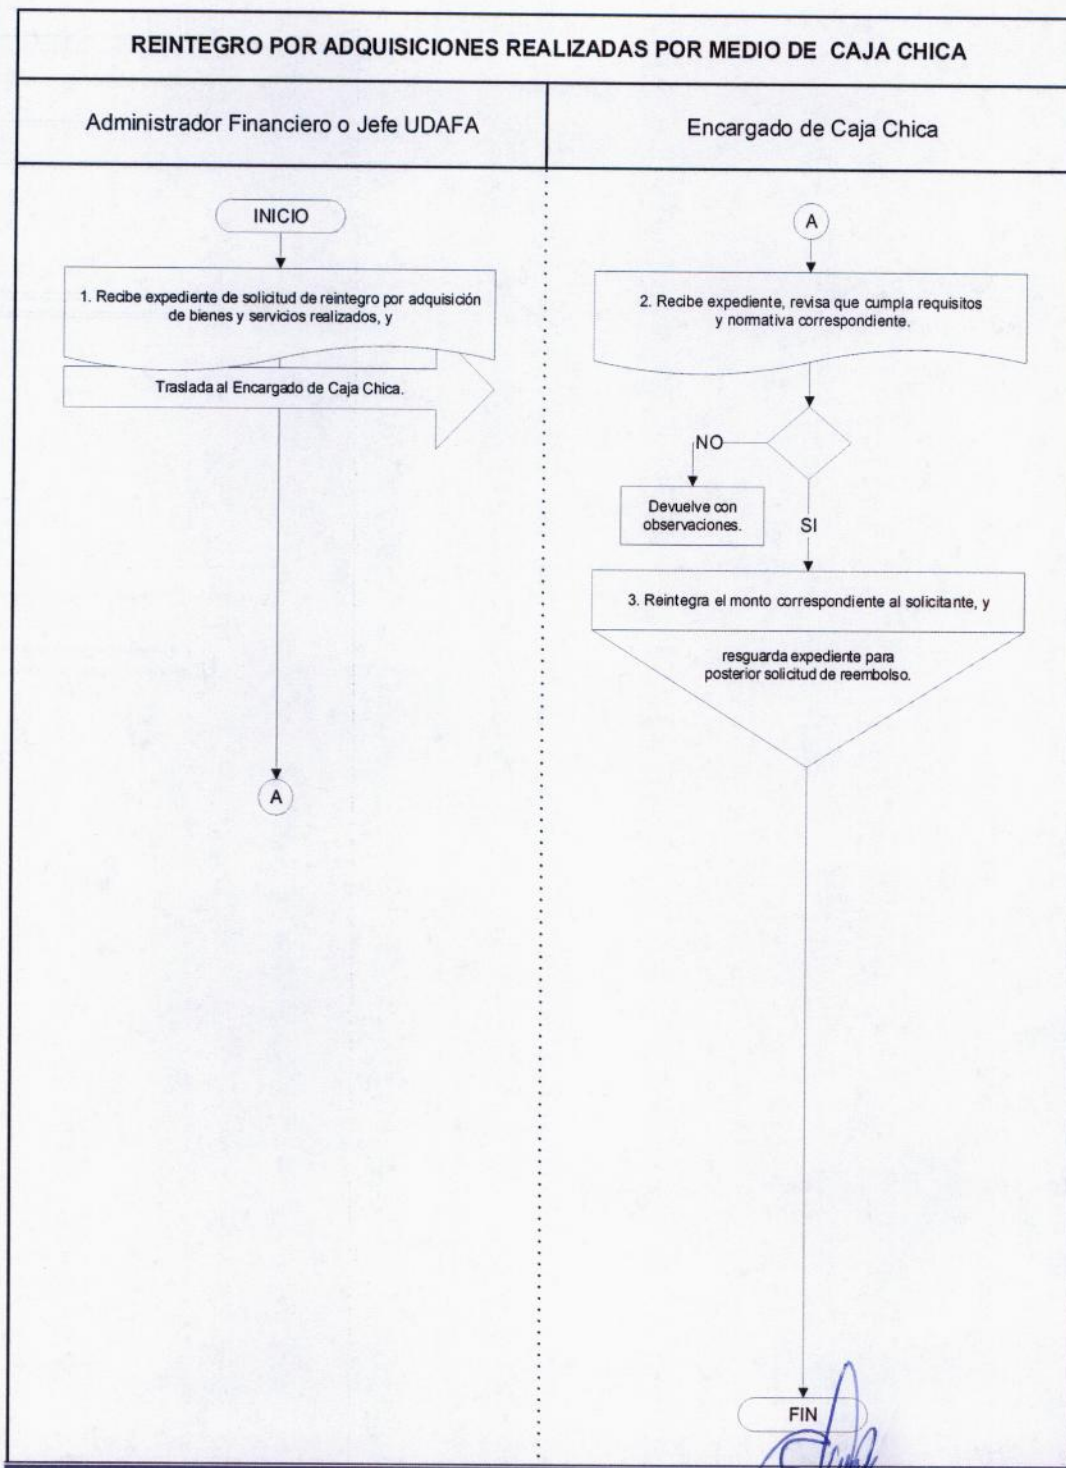 REINTEGRO POR ADQUISICIONES REALIZADAS POR MEDIO DE CAJA CHICA
Administrador Financiero o Jefe UDAFA
Encargado de Caja Chica
INICIO
1. Recibe expediente de solicitud de reintegro por adquisición
de bienes y servicios realizados, y
Traslada al Encargado de Caja Chica.
A
A
2. Recibe expediente, revisa que cumpla requisitos
y normativa correspondiente.
NO
Devuelve con
observaciones.
SI
3. Reintegra el monto correspondiente al solicitante, y
resguarda expediente para
posterior solicitud de reembolso.
FIN